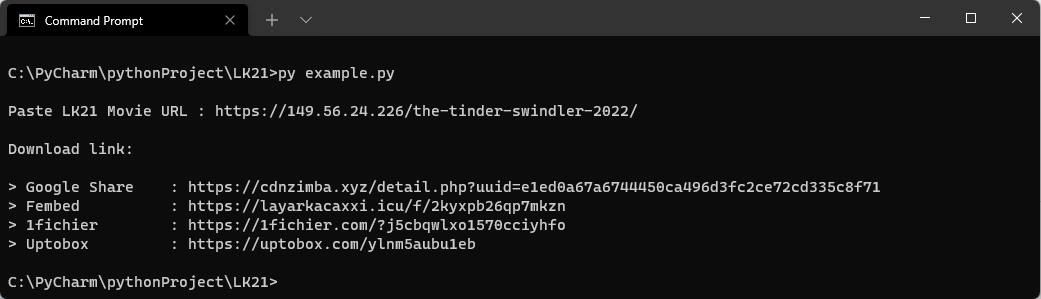 Command Prompt
C:\PyCharm\pythonProject\LK21>py example.py
Paste LK21 Movie URL : https://149.56.24.226/the-tinder-swindler-2022/
Download link:
> Google Share    : https://cdnzimba.xyz/detail.php?uuid=e1ed0a67a6744450ca496d3fc2ce72cd335c8f71
> Fembed          : https://layarkacaxxi.icu/f/2kyxpb26qp7mkzn
> 1fichier        : https://1fichier.com/?j5cbqwlxo1570cciyhfo
> Uptobox         : https://uptobox.com/ylnm5aubu1eb
C:\PyCharm\pythonProject\LK21>